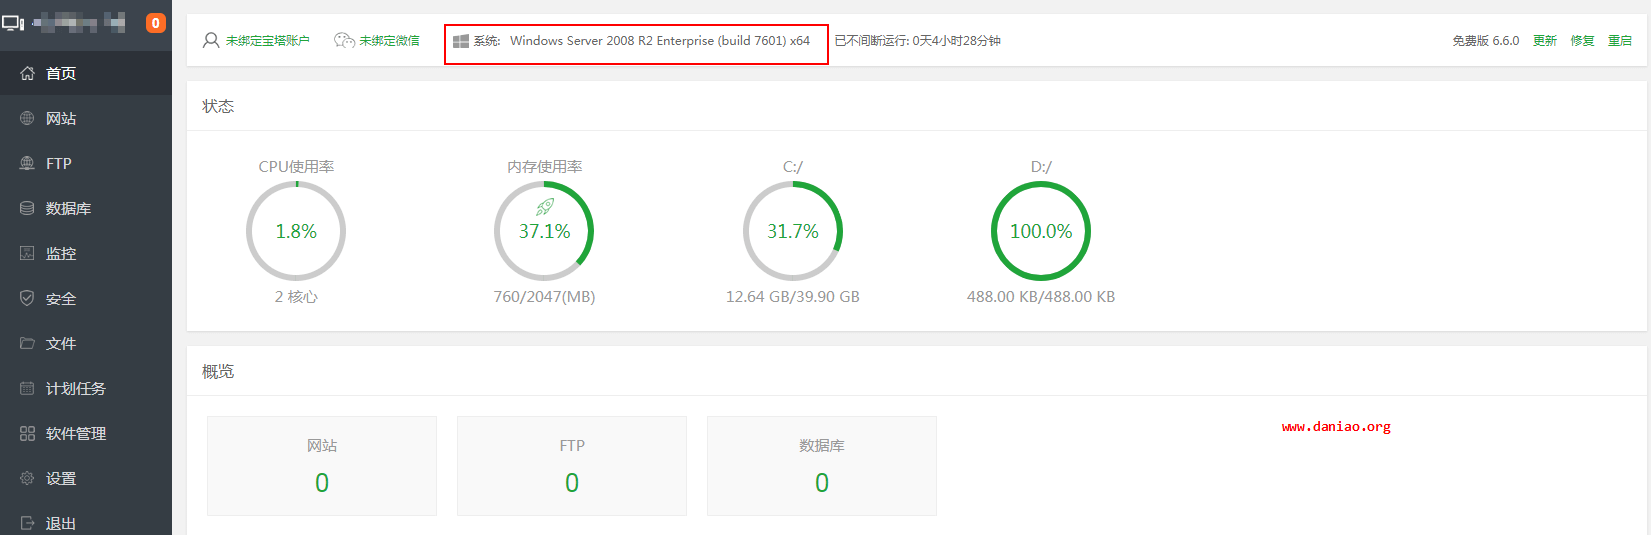 0
首页
网站
FTP
数据库
监控
安全
文件
计划任务
软件管理
设置
退出
未绑定宝塔账户 未绑定微信 系统: Windows Server 2008 R2 Enterprise (build 7601) x64 已不间断运行: 0天4小时28分钟 免费版 6.6.0 更新 修复 重启
状态
CPU使用率 内存使用率 C:/ D:/
1.8% 37.1% 31.7% 100.0%
2 核心 760/2047(MB) 12.64 GB/39.90 GB 488.00 KB/488.00 KB
概览
网站 FTP 数据库
0 0 0
www.daniao.org